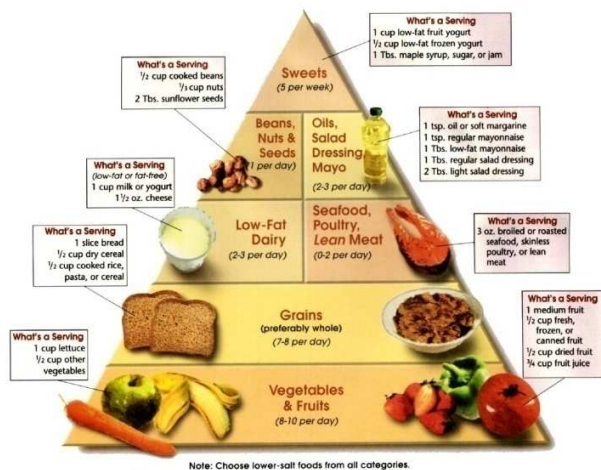 What's a Serving
1 cup low-fat fruit yogurt
½ cup low-fat frozen yogurt
1 Tbs. maple syrup, sugar, or jam
Sweets
(5 per week)
What's a Serving
½ cup cooked beans
⅓ cup nuts
2 Tbs. sunflower seeds
Beans,
Nuts &
Seeds
(1 per day)
Oils,
Salad
Dressing,
Mayo
(2-3 per day)
What's a Serving
1 tsp. oil or soft margarine
1 tsp. regular mayonnaise
1 Tbs. low-fat mayonnaise
1 Tbs. regular salad dressing
2 Tbs. light salad dressing
What's a Serving
(low-fat or fat-free)
1 cup milk or yogurt
1½ oz. cheese
Low-Fat
Dairy
(2-3 per day)
Seafood,
Poultry,
Lean Meat
(0-2 per day)
What's a Serving
3 oz. broiled or roasted
seafood, skinless
poultry, or lean
meat
What's a Serving
1 slice bread
½ cup dry cereal
½ cup cooked rice,
pasta, or cereal
Grains
(preferably whole)
(7-8 per day)
What's a Serving
1 cup lettuce
½ cup other
vegetables
Vegetables
& Fruits
(8-10 per day)
What's a Serving
1 medium fruit
½ cup fresh,
frozen, or
canned fruit
½ cup dried fruit
¾ cup fruit juice
Note: Choose lower-salt foods from all categories.